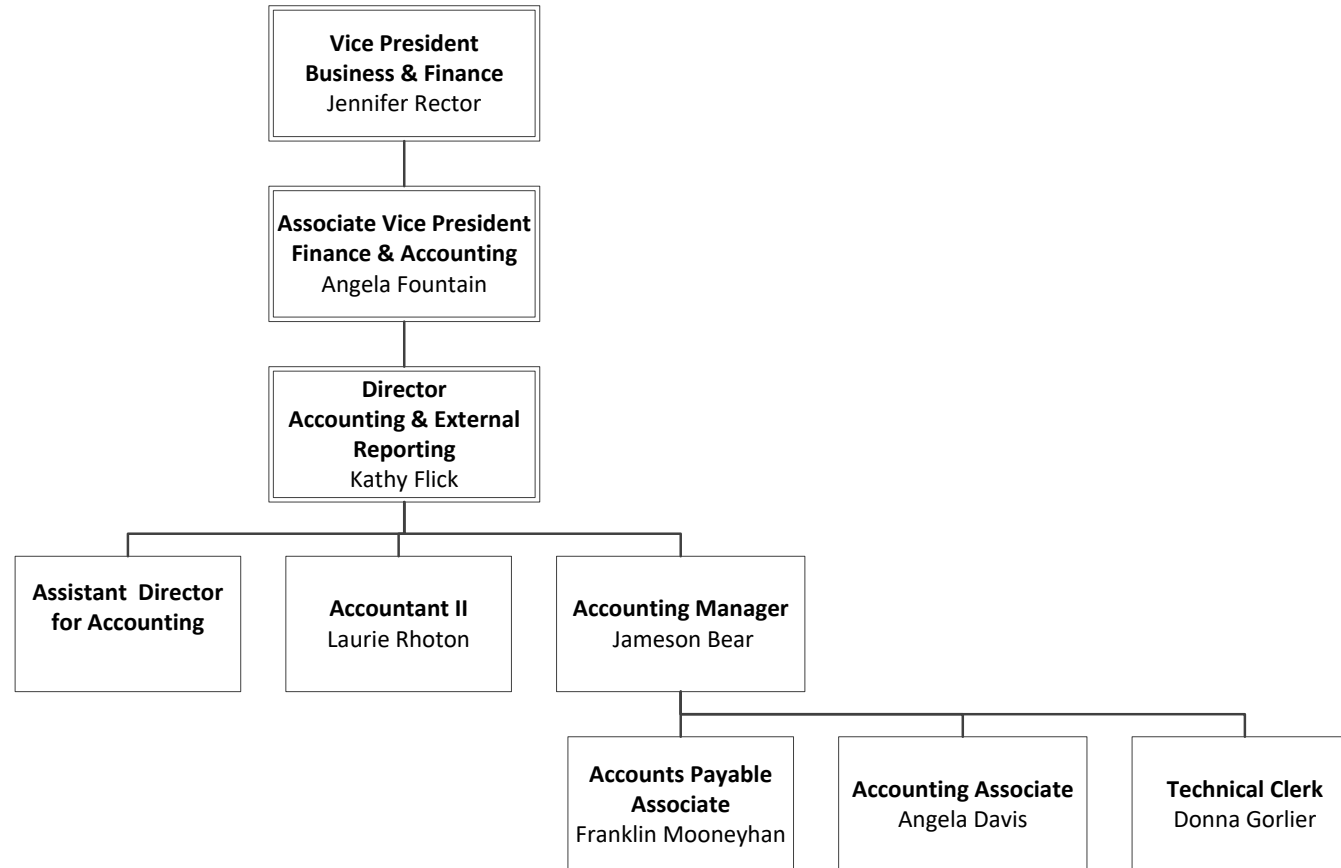 Vice President
Business & Finance
Jennifer Rector
Associate Vice President
Finance & Accounting
Angela Fountain
Director
Accounting & External
Reporting
Kathy Flick
Assistant  Director
for Accounting
Accountant II
Laurie Rhoton
Accounting Manager
Jameson Bear
Accounts Payable
Associate
Franklin Mooneyhan
Accounting Associate
Angela Davis
Technical Clerk
Donna Gorlier